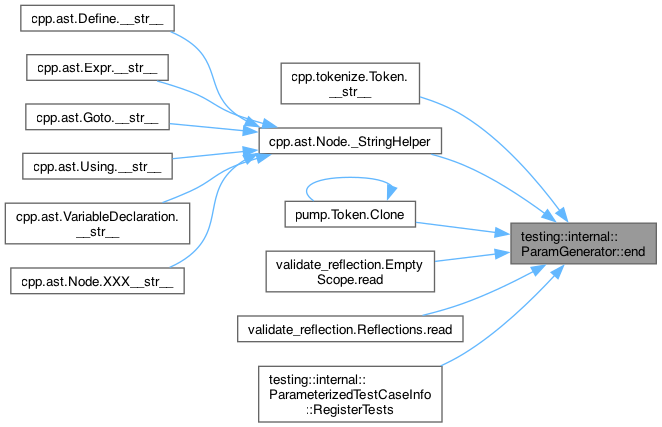 cpp.ast.Define.__str__
cpp.ast.Expr.__str__
cpp.ast.Goto.__str__
cpp.ast.Using.__str__
cpp.ast.VariableDeclaration.
__str__
cpp.ast.Node.XXX__str__
cpp.tokenize.Token.
__str__
cpp.ast.Node._StringHelper
pump.Token.Clone
validate_reflection.Empty
Scope.read
validate_reflection.Reflections.read
testing::internal::
ParameterizedTestCaseInfo
::RegisterTests
testing::internal::
ParamGenerator::end